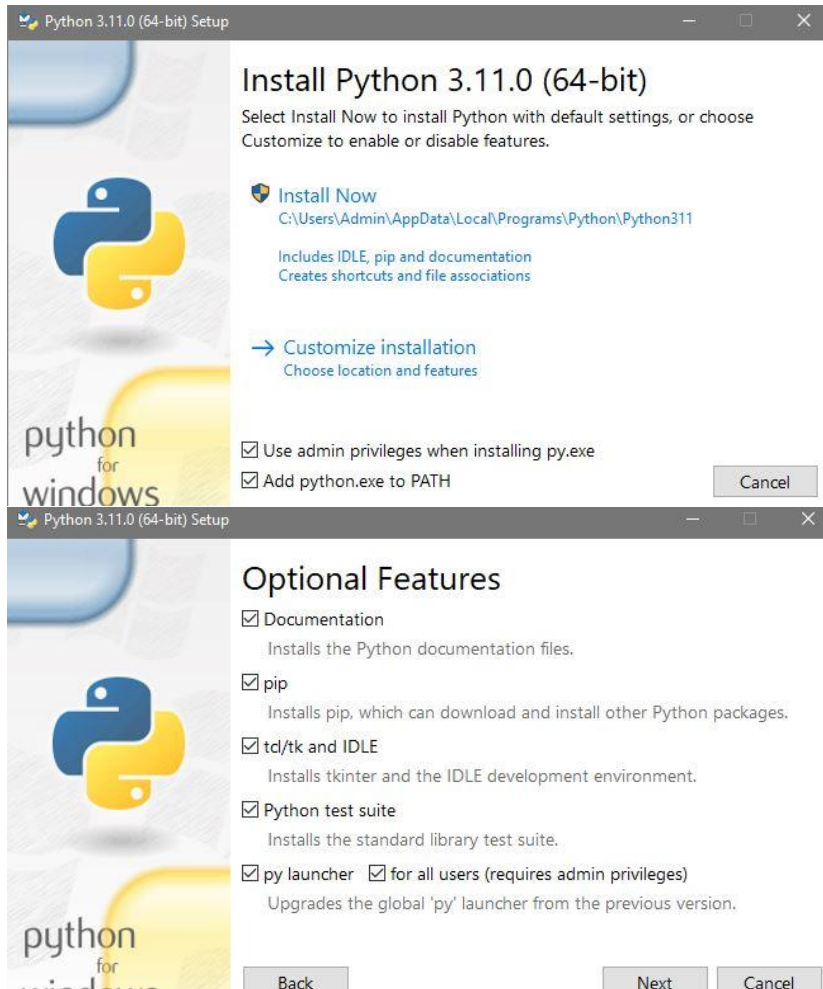 Python 3.11.0 (64-bit) Setup
Install Python 3.11.0 (64-bit)
Select Install Now to install Python with default settings, or choose
Customize to enable or disable features.
Install Now
C:\Users\Admin\AppData\Local\Programs\Python\Python311
Includes IDLE, pip and documentation
Creates shortcuts and file associations
Customize installation
Choose location and features
python
for
windows
Use admin privileges when installing py.exe
Add python.exe to PATH
Cancel
Python 3.11.0 (64-bit) Setup
Optional Features
Documentation
Installs the Python documentation files.
pip
Installs pip, which can download and install other Python packages.
tcl/tk and IDLE
Installs tkinter and the IDLE development environment.
Python test suite
Installs the standard library test suite.
py launcher for all users (requires admin privileges)
Upgrades the global 'py' launcher from the previous version.
python
for
windows
Back Next Cancel